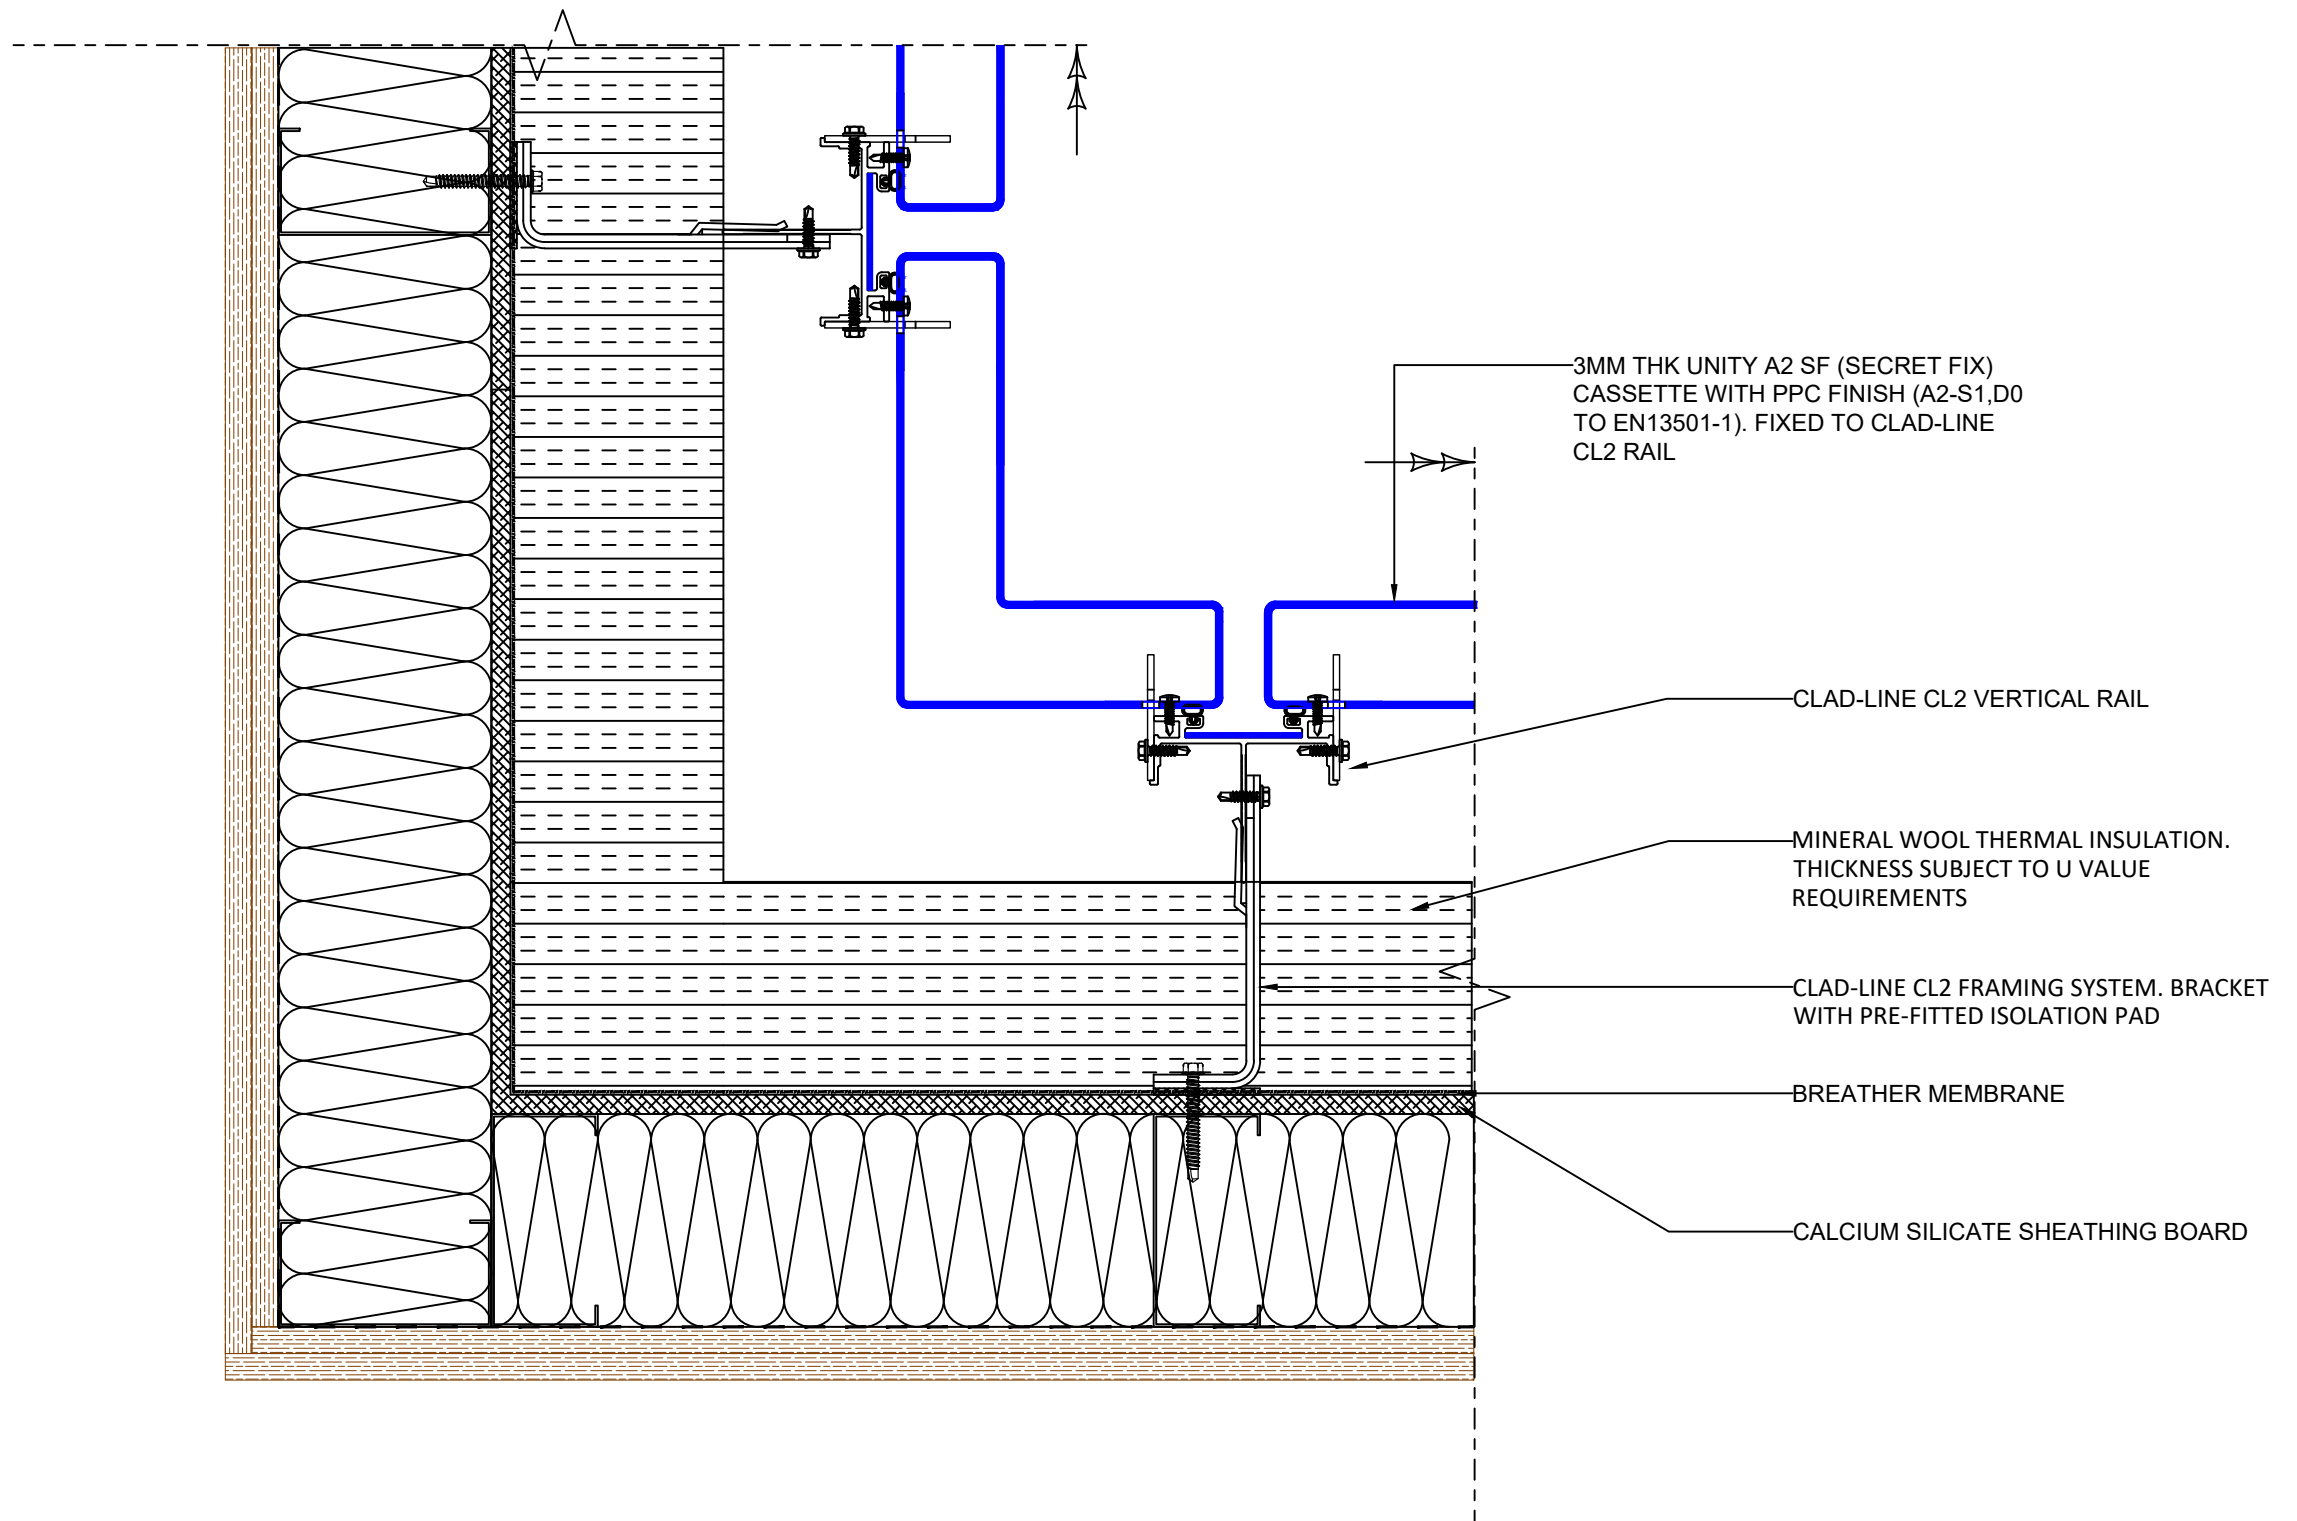 3MM THK UNITY A2 SF (SECRET FIX)
CASSETTE WITH PPC FINISH (A2-S1,D0
TO EN13501-1). FIXED TO CLAD-LINE
CL2 RAIL
CLAD-LINE CL2 VERTICAL RAIL
MINERAL WOOL THERMAL INSULATION.
THICKNESS SUBJECT TO U VALUE
REQUIREMENTS
CLAD-LINE CL2 FRAMING SYSTEM. BRACKET
WITH PRE-FITTED ISOLATION PAD
BREATHER MEMBRANE
CALCIUM SILICATE SHEATHING BOARD